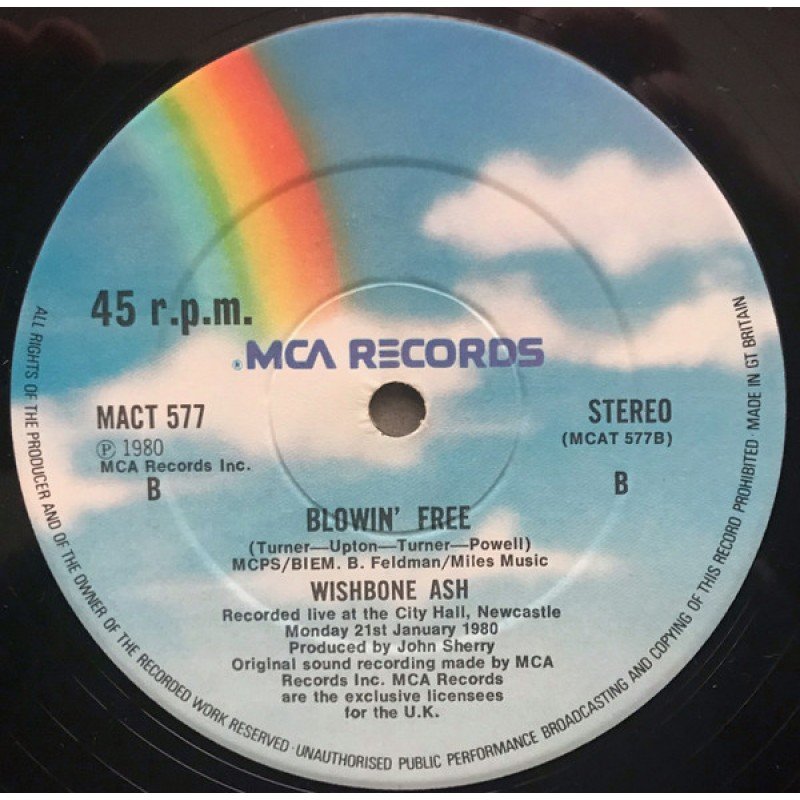 45 r.p.m.
® MCA RECORDS
MACT 577
℗ 1980
MCA Records Inc.
B
STEREO
(MCAT 577B)
B
BLOWIN' FREE
(Turner—Upton—Turner—Powell)
MCPS/BIEM. B. Feldman/Miles Music
WISHBONE ASH
Recorded live at the City Hall, Newcastle
Monday 21st January 1980
Produced by John Sherry
Original sound recording made by MCA
Records Inc. MCA Records
are the exclusive licensees
for the U.K.
ALL RIGHTS OF THE PRODUCER AND OF THE OWNER OF THE RECORDED WORK RESERVED · UNAUTHORISED PUBLIC PERFORMANCE BROADCASTING AND COPYING OF THIS RECORD PROHIBITED · MADE IN GT BRITAIN